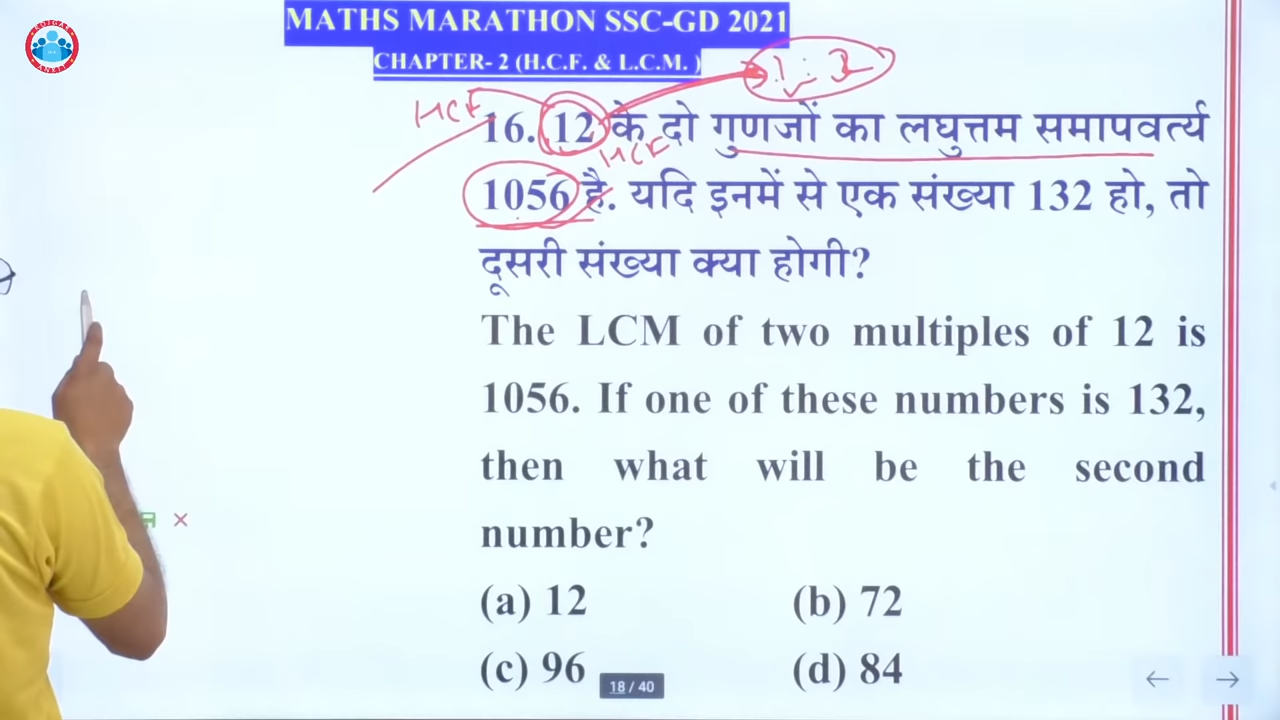 MATHS MARATHON SSC-GD 2021
CHAPTER- 2 (H.C.F. & L.C.M. )
HCF
16. 12 के दो गुणजों का लघुत्तम समापवर्त्य
HCF
1056 है. यदि इनमें से एक संख्या 132 हो, तो
दूसरी संख्या क्या होगी?
The LCM of two multiples of 12 is
1056. If one of these numbers is 132,
then what will be the second
number?
(a) 12 (b) 72
(c) 96 (d) 84
18 / 40